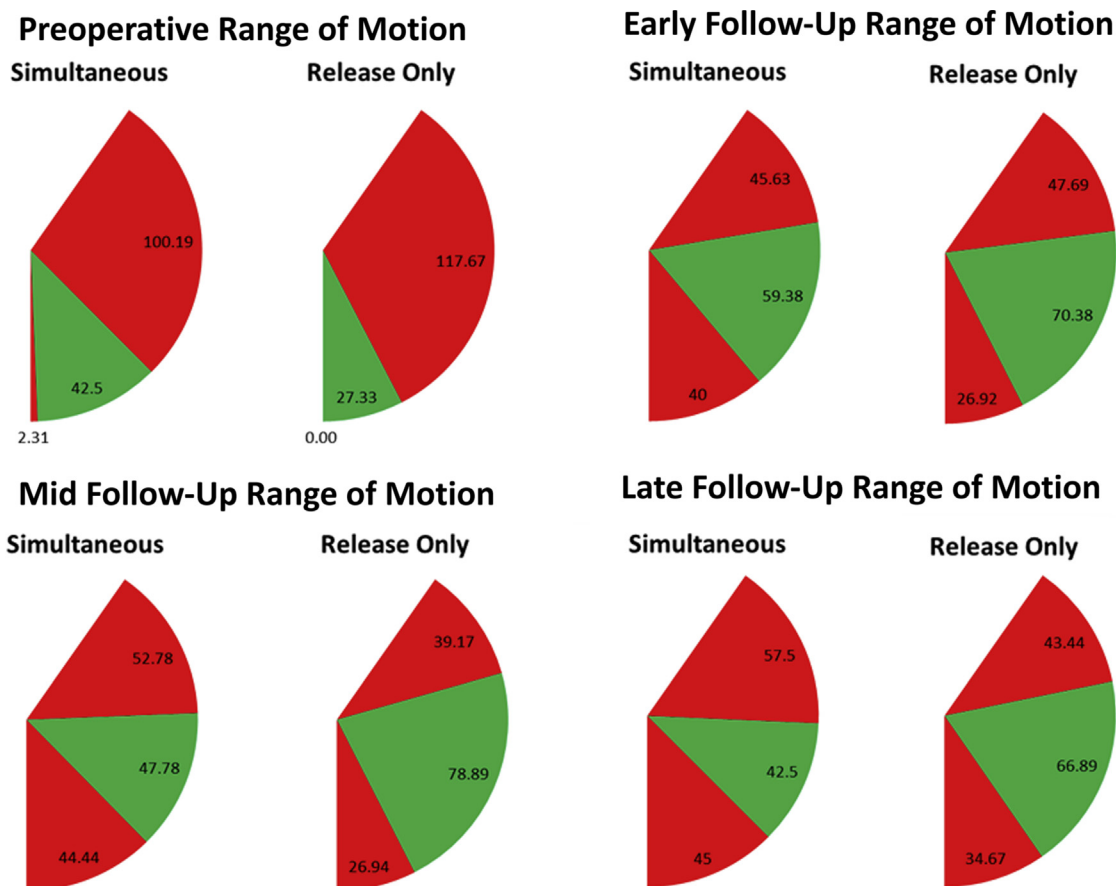 Preoperative Range of Motion
Simultaneous
Release Only
100.19
42.5
2.31
117.67
27.33
0.00
Early Follow-Up Range of Motion
Simultaneous
Release Only
45.63
59.38
40
47.69
70.38
26.92
Mid Follow-Up Range of Motion
Simultaneous
Release Only
52.78
47.78
44.44
39.17
78.89
26.94
Late Follow-Up Range of Motion
Simultaneous
Release Only
57.5
42.5
45
43.44
66.89
34.67